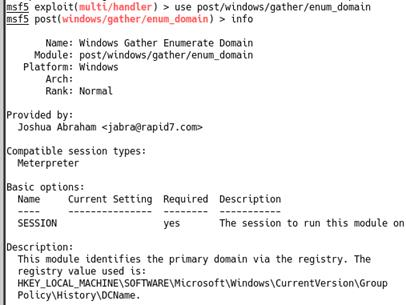 msf5 exploit(multi/handler) > use post/windows/gather/enum_domain
msf5 post(windows/gather/enum_domain) > info
Name: Windows Gather Enumerate Domain
Module: post/windows/gather/enum_domain
Platform: Windows
Arch:
Rank: Normal
Provided by:
Joshua Abraham <jabra@rapid7.com>
Compatible session types:
Meterpreter
Basic options:
Name Current Setting Required Description
---- --------------- -------- -----------
SESSION yes The session to run this module on
Description:
This module identifies the primary domain via the registry. The
registry value used is:
HKEY_LOCAL_MACHINE\SOFTWARE\Microsoft\Windows\CurrentVersion\Group
Policy\History\DCName.